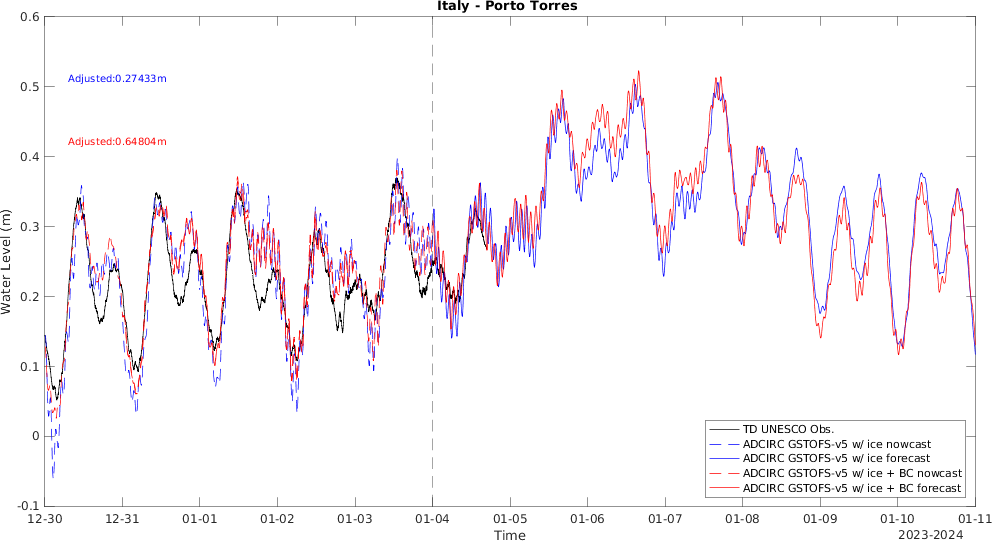 Italy - Porto Torres
0.6
0.5
0.4
0.3
0.2
0.1
0
-0.1
Water Level (m)
Adjusted:0.27433m
Adjusted:0.64804m
TD UNESCO Obs.
ADCIRC GSTOFS-v5 w/ ice nowcast
ADCIRC GSTOFS-v5 w/ ice forecast
ADCIRC GSTOFS-v5 w/ ice + BC nowcast
ADCIRC GSTOFS-v5 w/ ice + BC forecast
12-30 12-31 01-01 01-02 01-03 01-04 01-05 01-06 01-07 01-08 01-09 01-10 01-11
Time
2023-2024